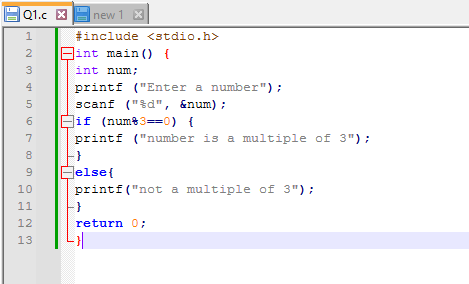 Q1.c new 1
1 #include <stdio.h>
2 int main() {
3 int num;
4 printf ("Enter a number");
5 scanf ("%d", &num);
6 if (num%3==0) {
7 printf ("number is a multiple of 3");
8 }
9 else{
10 printf("not a multiple of 3");
11 }
12 return 0;
13 }